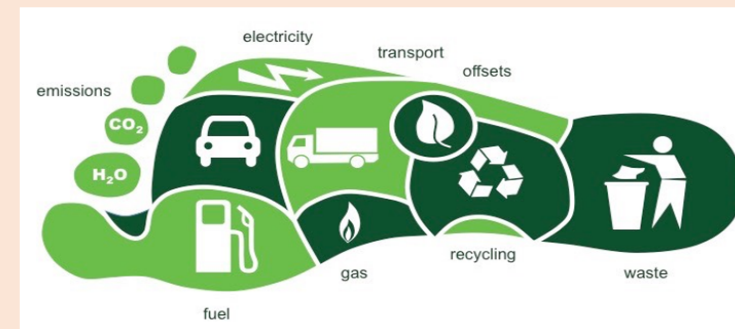 electricity
transport
offsets
emissions
CO₂
H₂O
recycling
gas
waste
fuel